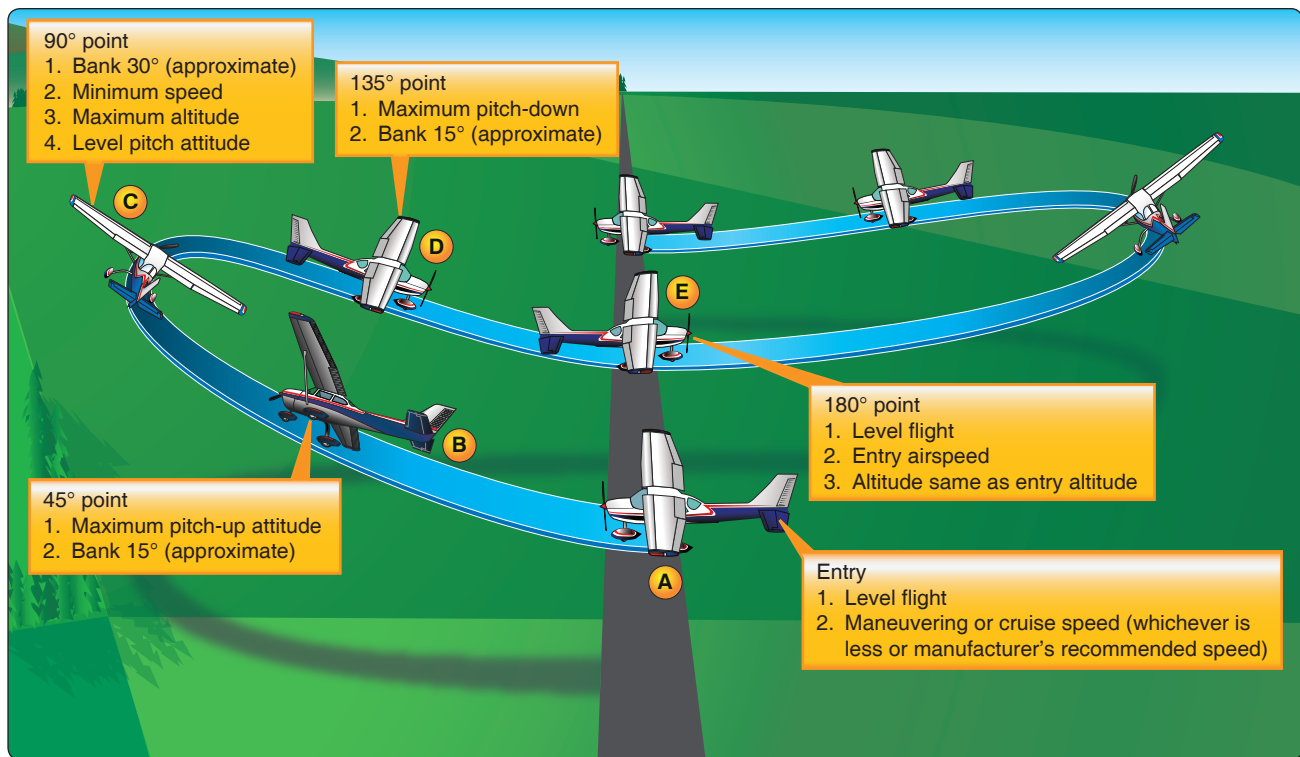 90° point
1. Bank 30° (approximate)
2. Minimum speed
3. Maximum altitude
4. Level pitch attitude
135° point
1. Maximum pitch-down
2. Bank 15° (approximate)
C
D
E
B
180° point
1. Level flight
2. Entry airspeed
3. Altitude same as entry altitude
45° point
1. Maximum pitch-up attitude
2. Bank 15° (approximate)
A
Entry
1. Level flight
2. Maneuvering or cruise speed (whichever is
less or manufacturer’s recommended speed)